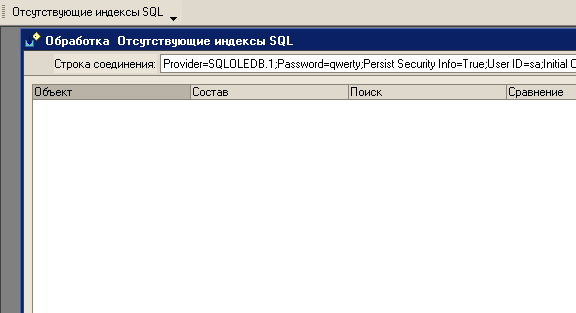 Отсутствующие индексы SQL
Обработка Отсутствующие индексы SQL
Строка соединения: Provider=SQLOLEDB.1;Password=qwerty;Persist Security Info=True;User ID=sa;Initial C
Объект Состав Поиск Сравнение